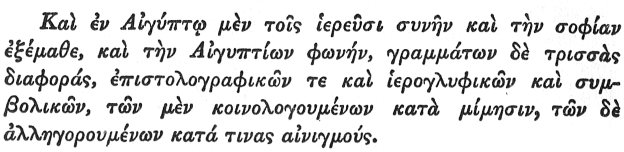 Καὶ ἐν Αἰγύπτῳ μὲν τοῖς ἱερεῦσι συνῆν καὶ τὴν σοφίαν
ἐξέμαθε, καὶ τὴν Αἰγυπτίων φωνήν, γραμμάτων δὲ τρισσὰς
διαφοράς, ἐπιστολογραφικῶν τε καὶ ἱερογλυφικῶν καὶ συμ-
βολικῶν, τῶν μὲν κοινολογουμένων κατὰ μίμησιν, τῶν δὲ
ἀλληγορουμένων κατά τινας αἰνιγμούς.